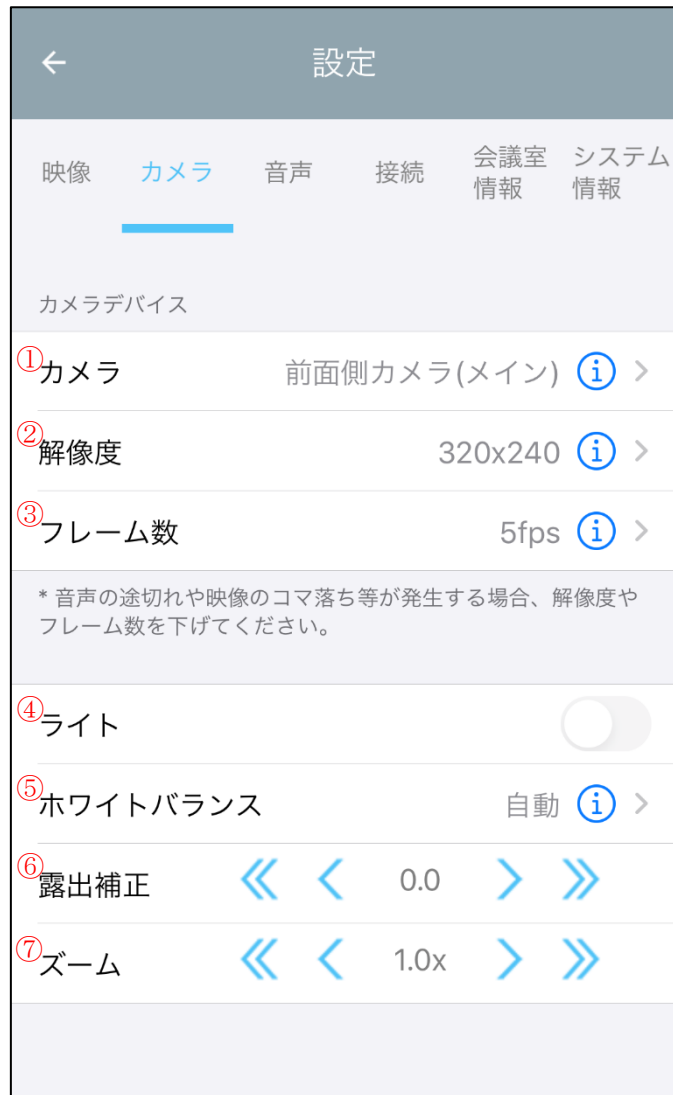 設定
映像 カメラ 音声 接続 会議室 システム
情報 情報
カメラデバイス
①カメラ 前面側カメラ(メイン) i
②解像度 320x240 i
③フレーム数 5fps i
* 音声の途切れや映像のコマ落ち等が発生する場合、解像度や
フレーム数を下げてください。
④ライト
⑤ホワイトバランス 自動 i
⑥露出補正 0.0
⑦ズーム 1.0x